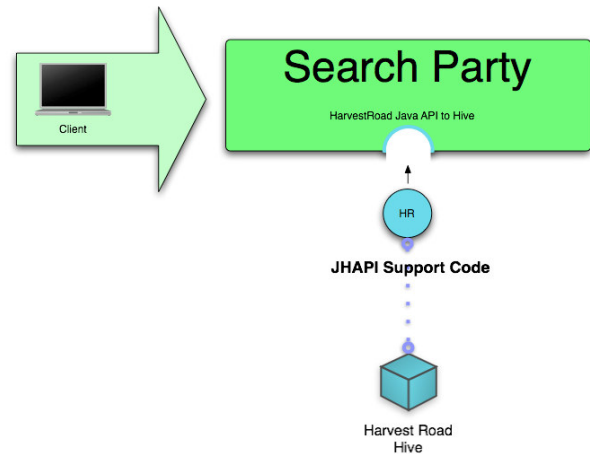 Search Party
HarvestRoad Java API to Hive
Client
HR
JHAPI Support Code
Harvest Road
Hive